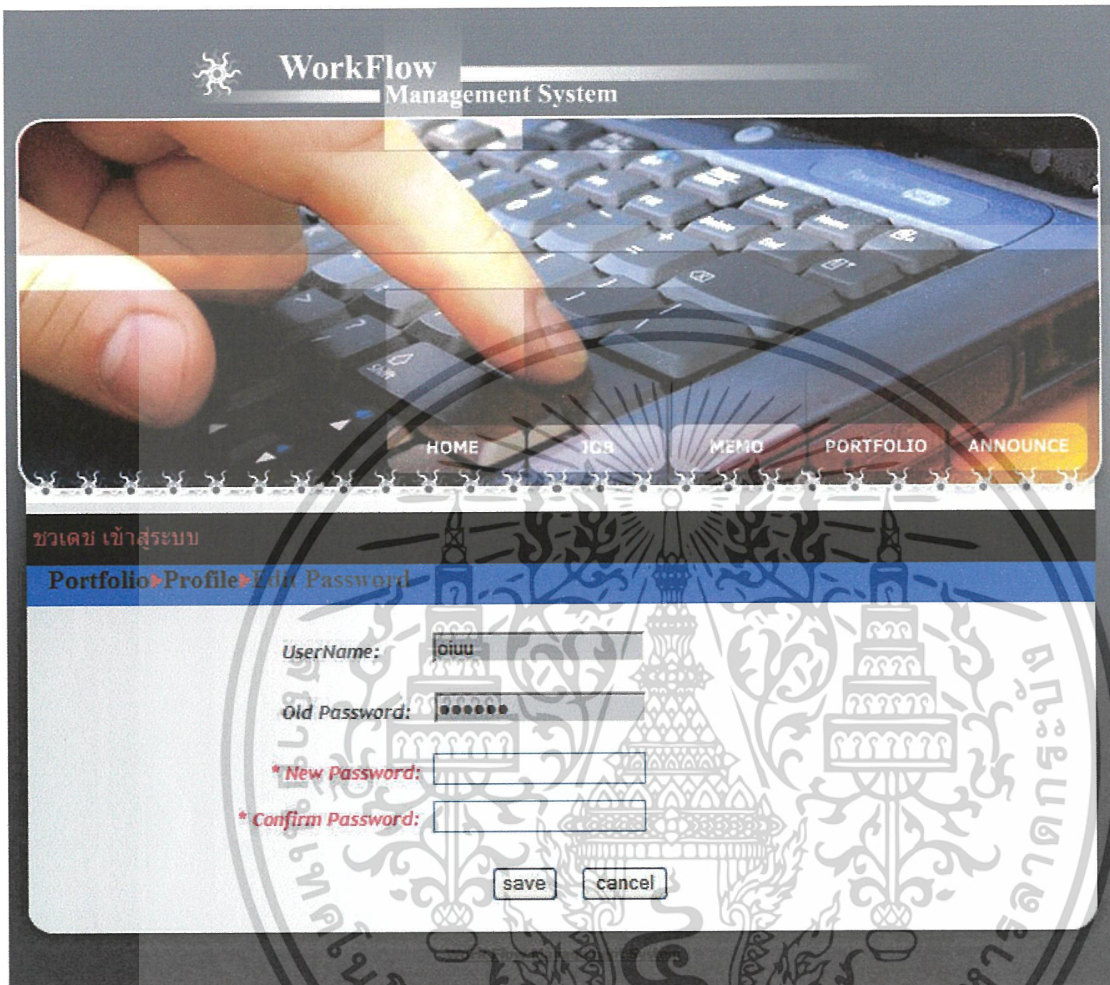 WorkFlow
Management System
HOME JOB MEMO PORTFOLIO ANNOUNCE
ชวเดช เข้าสู่ระบบ
Portfolio▶Profile▶Edit Password
UserName: oiuu
Old Password: ●●●●●●
* New Password:
* Confirm Password:
save cancel